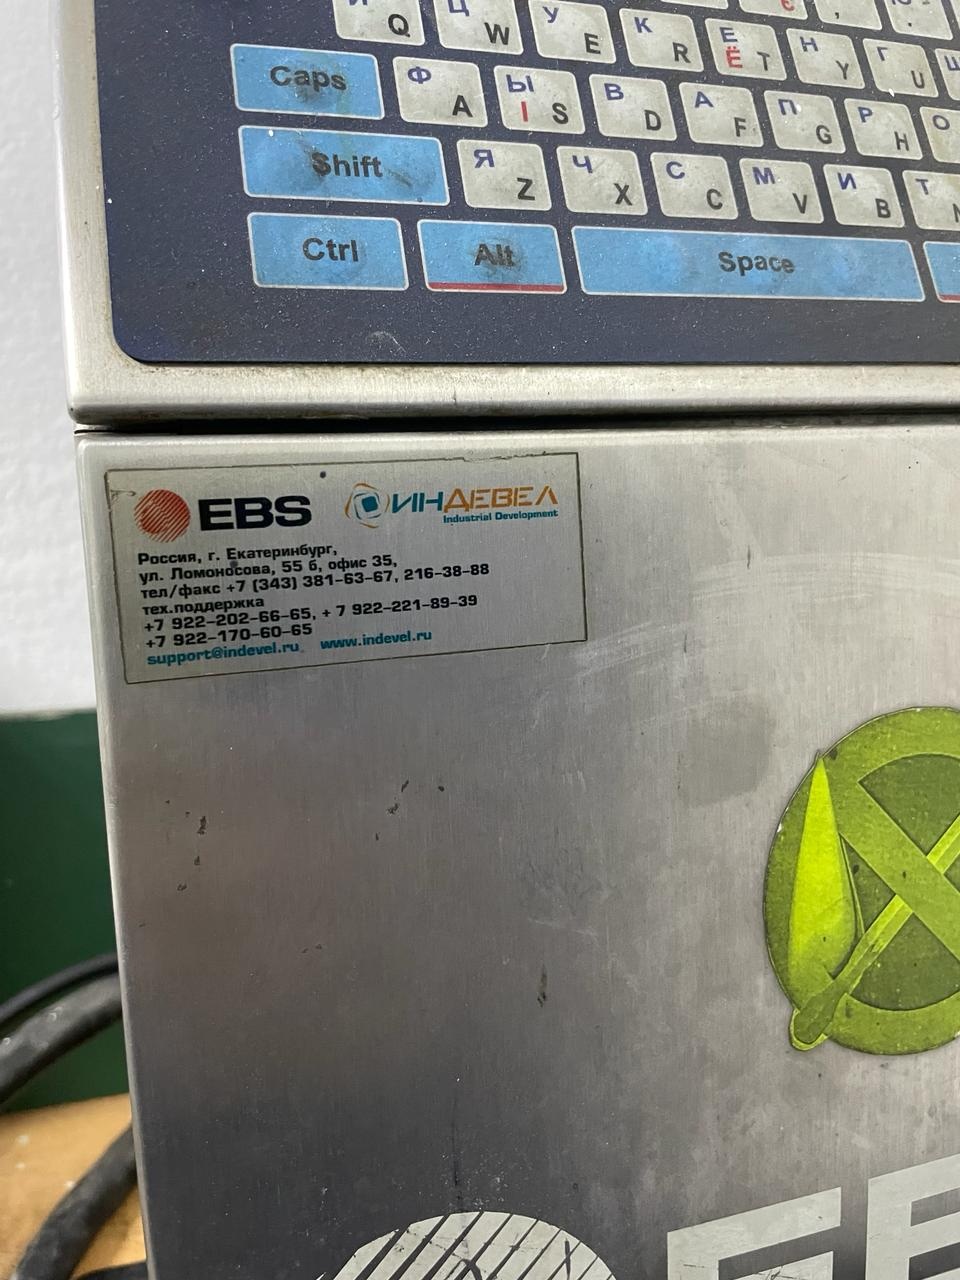 Й Q Ц W У E К R Е Ё T Н Y Г U
Caps Ф A Ы І S В D А F П G Р H О
Shift Я Z Ч X С C М V И B Т
Ctrl Alt Space
EBS ИНДЕВЕЛ
Industrial Development
Россия, г. Екатеринбург,
ул. Ломоносова, 55 б, офис 35,
тел/факс +7 (343) 381-63-67, 216-38-88
тех.поддержка
+7 922-202-66-65, + 7 922-221-89-39
+7 922-170-60-65
support@indevel.ru www.indevel.ru